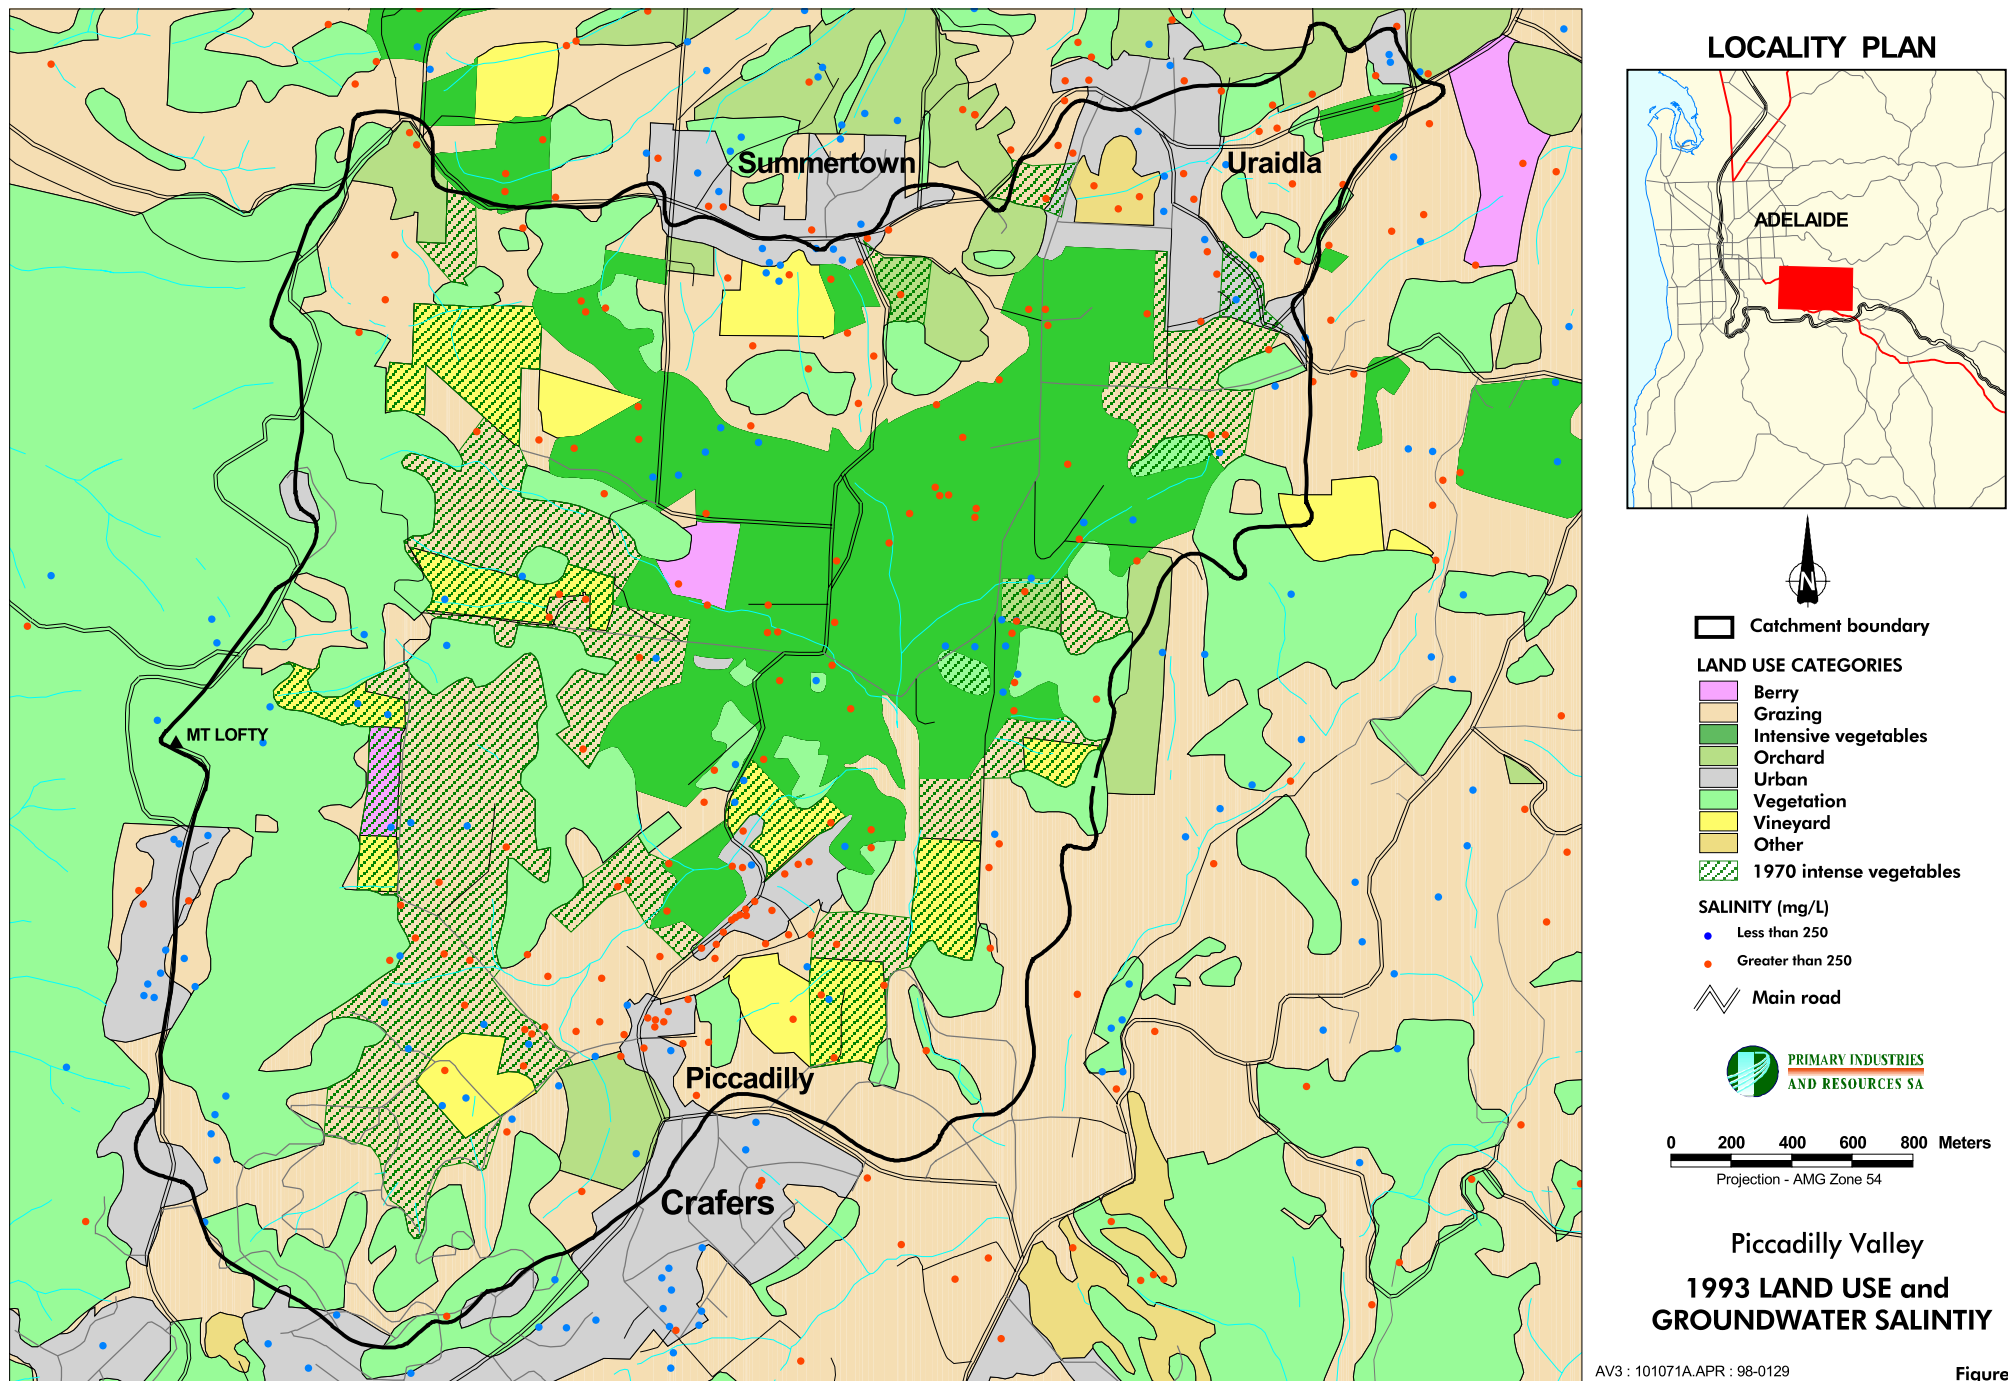 Summertown
Uraidla
MT LOFTY
Piccadilly
Crafers
LOCALITY PLAN
ADELAIDE
N
Catchment boundary
LAND USE CATEGORIES
Berry
Grazing
Intensive vegetables
Orchard
Urban
Vegetation
Vineyard
Other
1970 intense vegetables
SALINITY (mg/L)
Less than 250
Greater than 250
Main road
PRIMARY INDUSTRIES
AND RESOURCES SA
0 200 400 600 800 Meters
Projection - AMG Zone 54
Piccadilly Valley
1993 LAND USE and
GROUNDWATER SALINTIY
AV3 : 101071A.APR : 98-0129
Figure